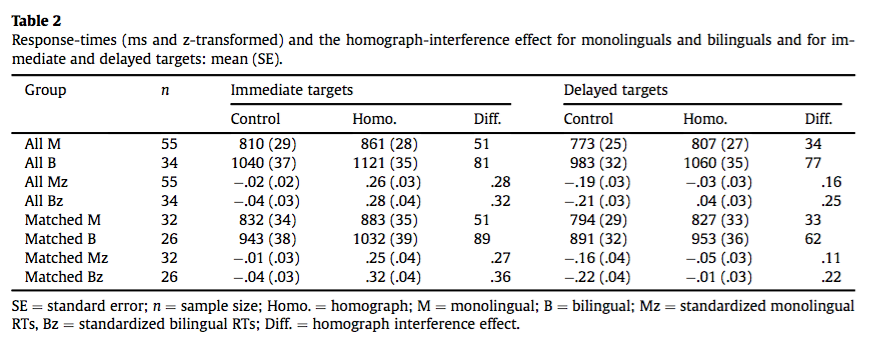 Table 2
Response-times (ms and z-transformed) and the homograph-interference effect for monolinguals and bilinguals and for im-
mediate and delayed targets: mean (SE).
Group n Immediate targets Delayed targets
Control Homo. Diff. Control Homo. Diff.
All M 55 810 (29) 861 (28) 51 773 (25) 807 (27) 34
All B 34 1040 (37) 1121 (35) 81 983 (32) 1060 (35) 77
All Mz 55 −.02 (.02) .26 (.03) .28 −.19 (.03) −.03 (.03) .16
All Bz 34 −.04 (.03) .28 (.04) .32 −.21 (.03) .04 (.03) .25
Matched M 32 832 (34) 883 (35) 51 794 (29) 827 (33) 33
Matched B 26 943 (38) 1032 (39) 89 891 (32) 953 (36) 62
Matched Mz 32 −.01 (.03) .25 (.04) .27 −.16 (.04) −.05 (.03) .11
Matched Bz 26 −.04 (.03) .32 (.04) .36 −.22 (.04) −.01 (.03) .22
SE = standard error; n = sample size; Homo. = homograph; M = monolingual; B = bilingual; Mz = standardized monolingual
RTs, Bz = standardized bilingual RTs; Diff. = homograph interference effect.